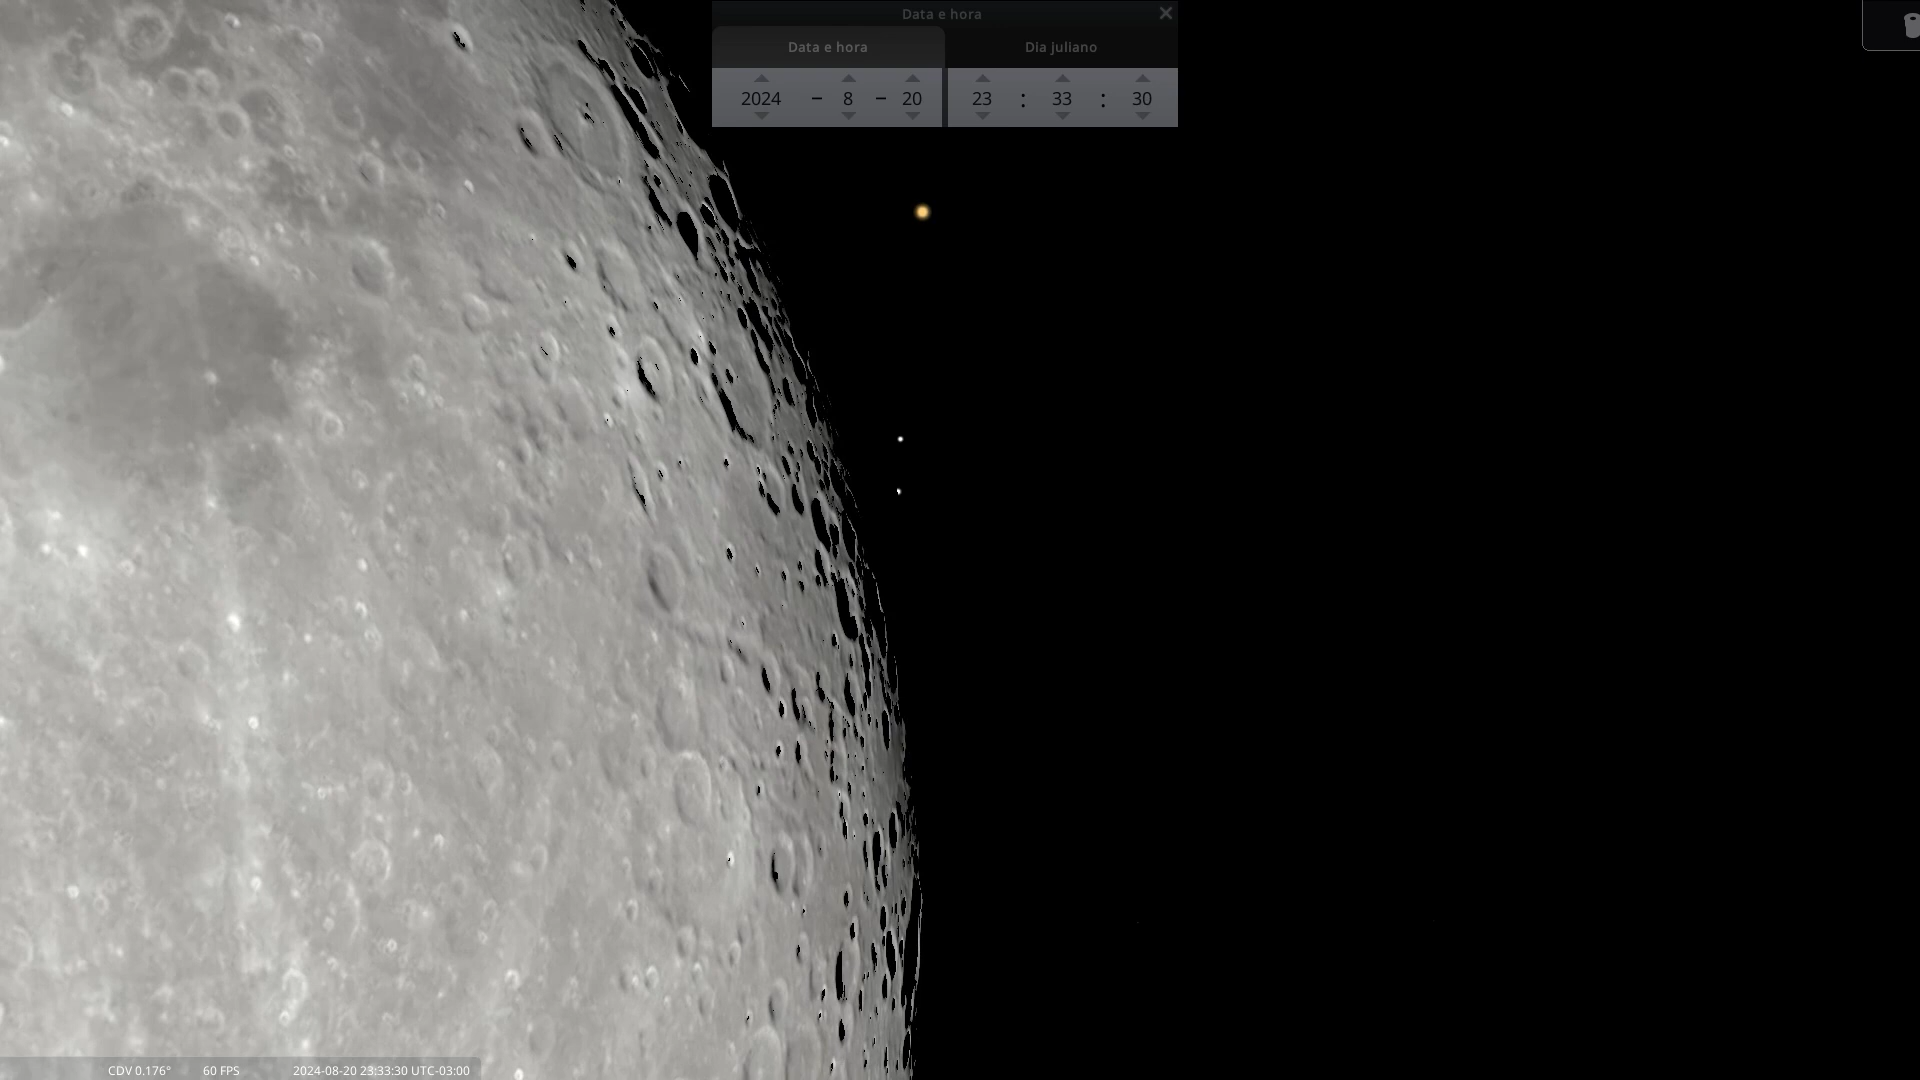 Data e hora
Data e hora
Dia juliano
2024 – 8 – 20
23 : 33 : 30
CDV 0.176° 60 FPS 2024-08-20 23:33:30 UTC-03:00